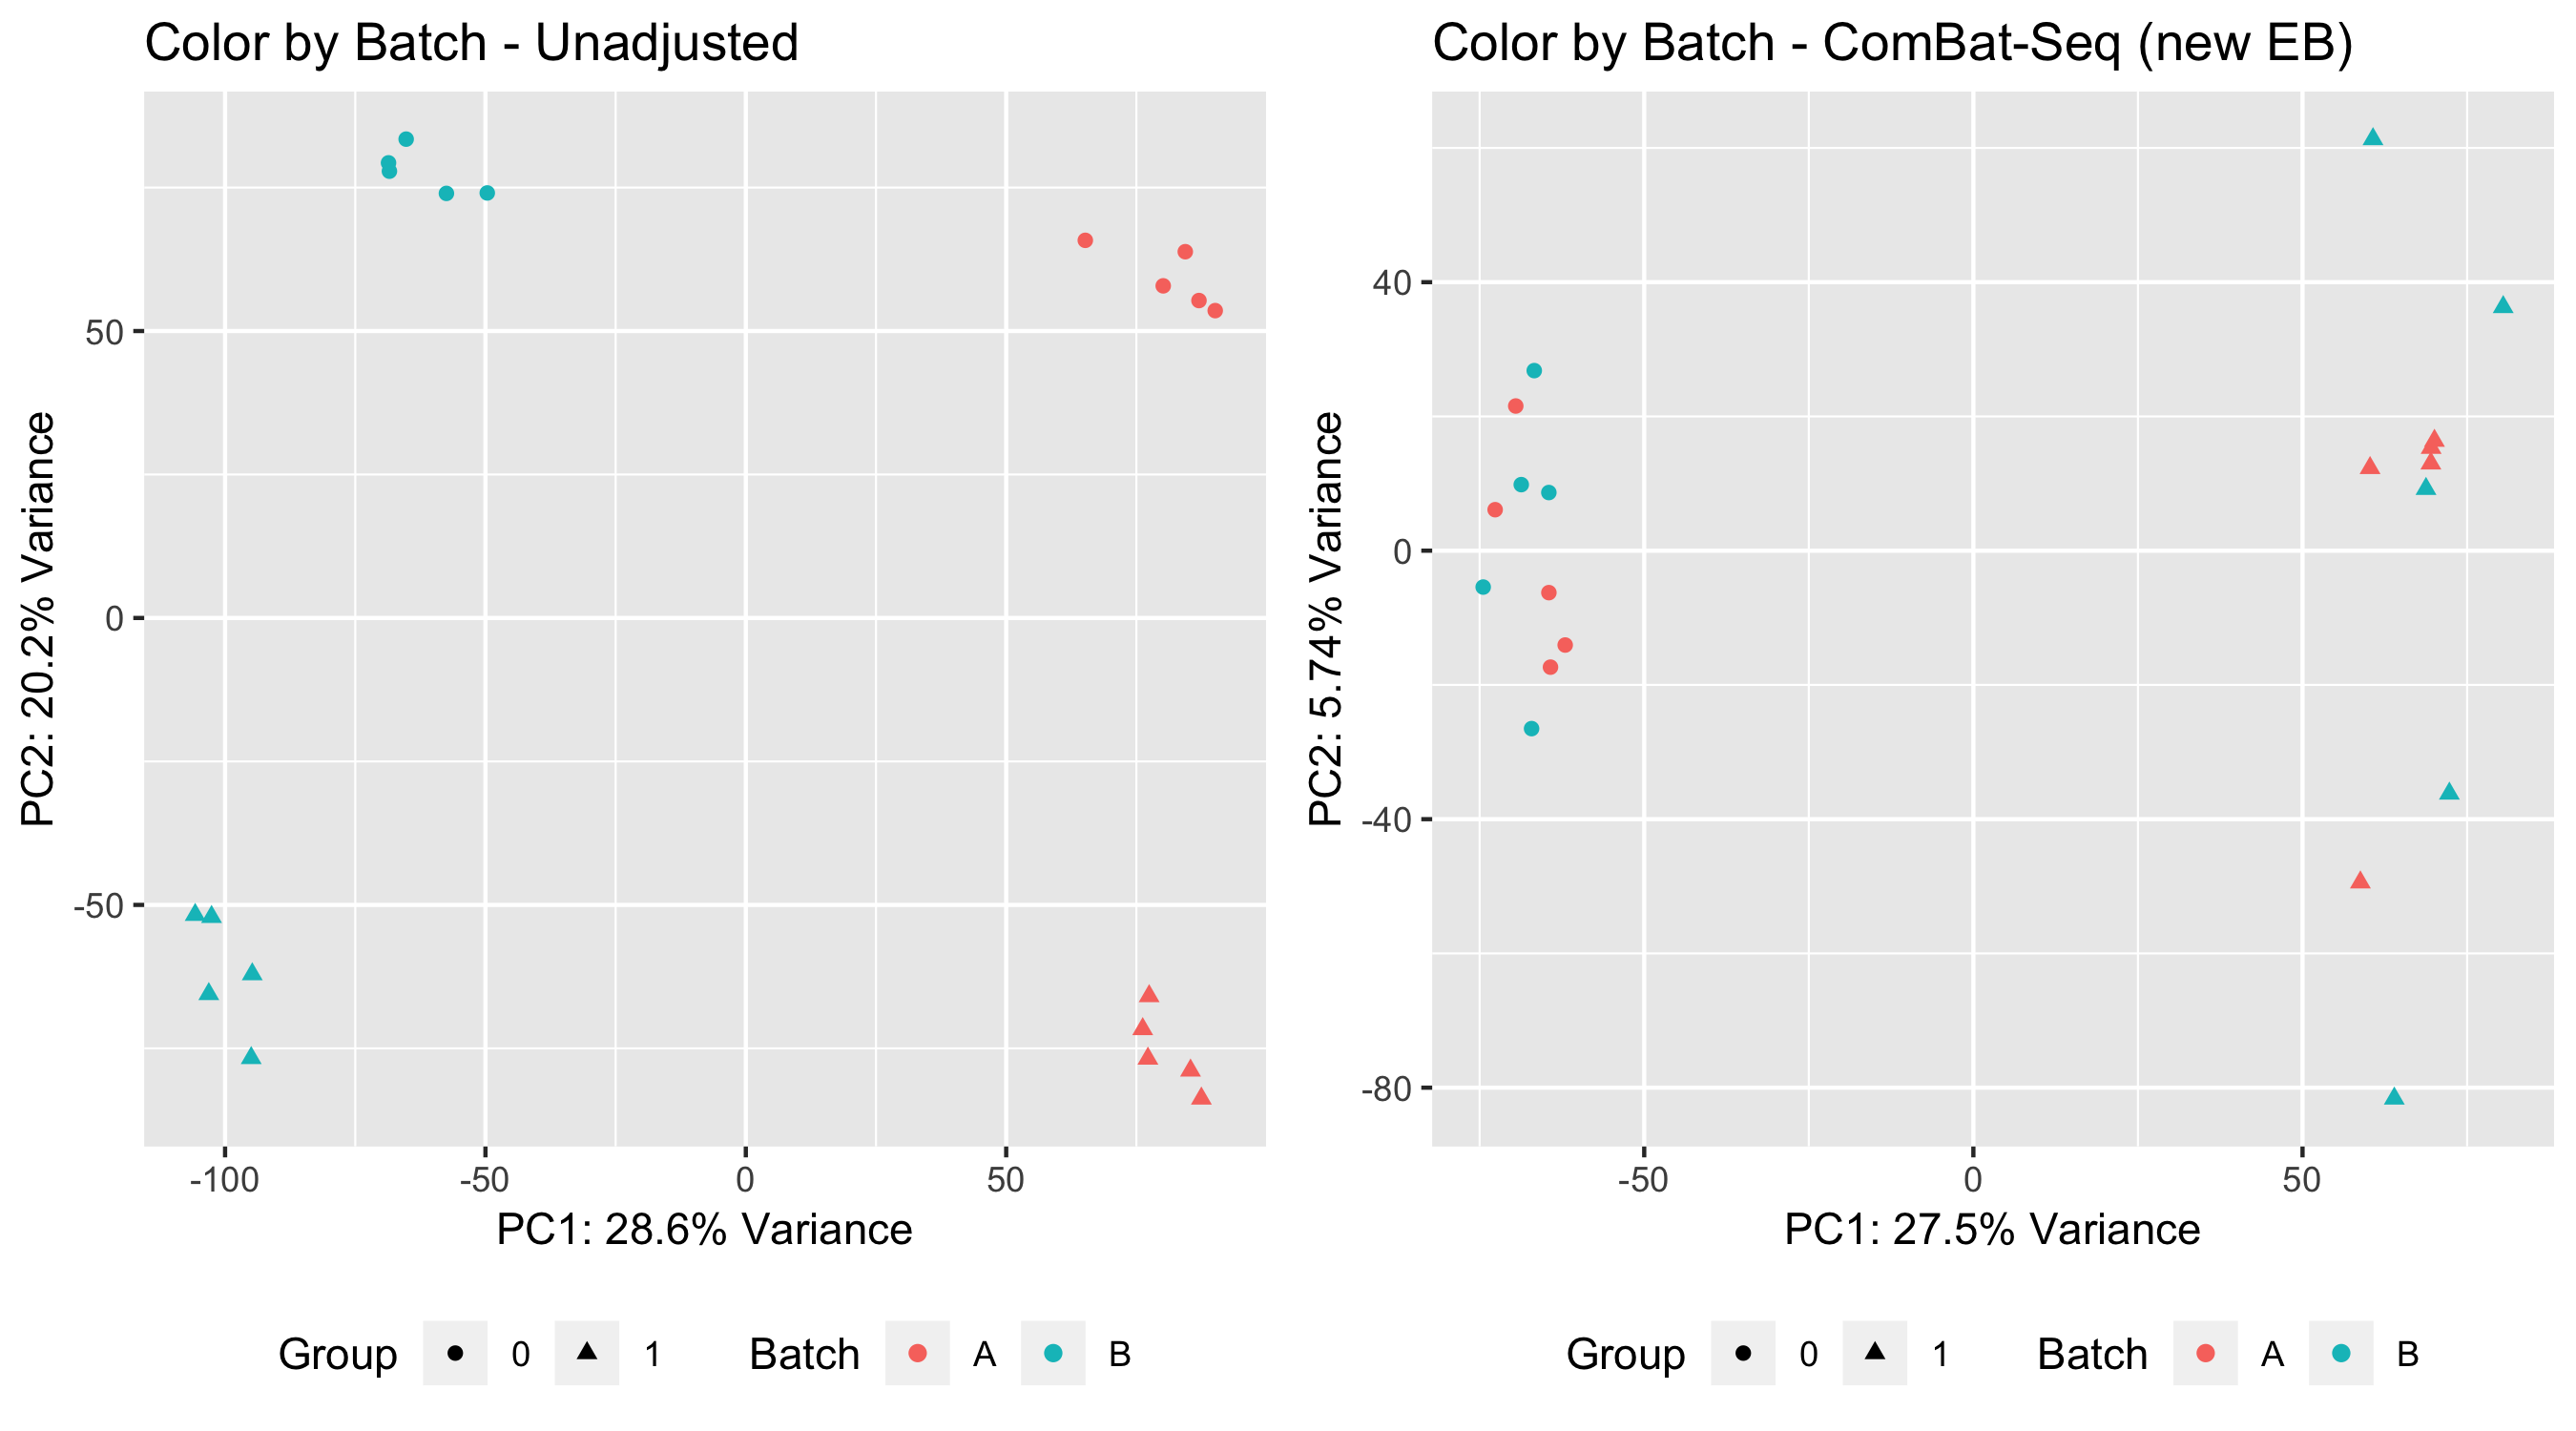 Color by Batch - Unadjusted
PC2: 20.2% Variance
50
0
-50
-100 -50 0 50
PC1: 28.6% Variance
Group 0 1 Batch A B
Color by Batch - ComBat-Seq (new EB)
PC2: 5.74% Variance
40
0
-40
-80
-50 0 50
PC1: 27.5% Variance
Group 0 1 Batch A B